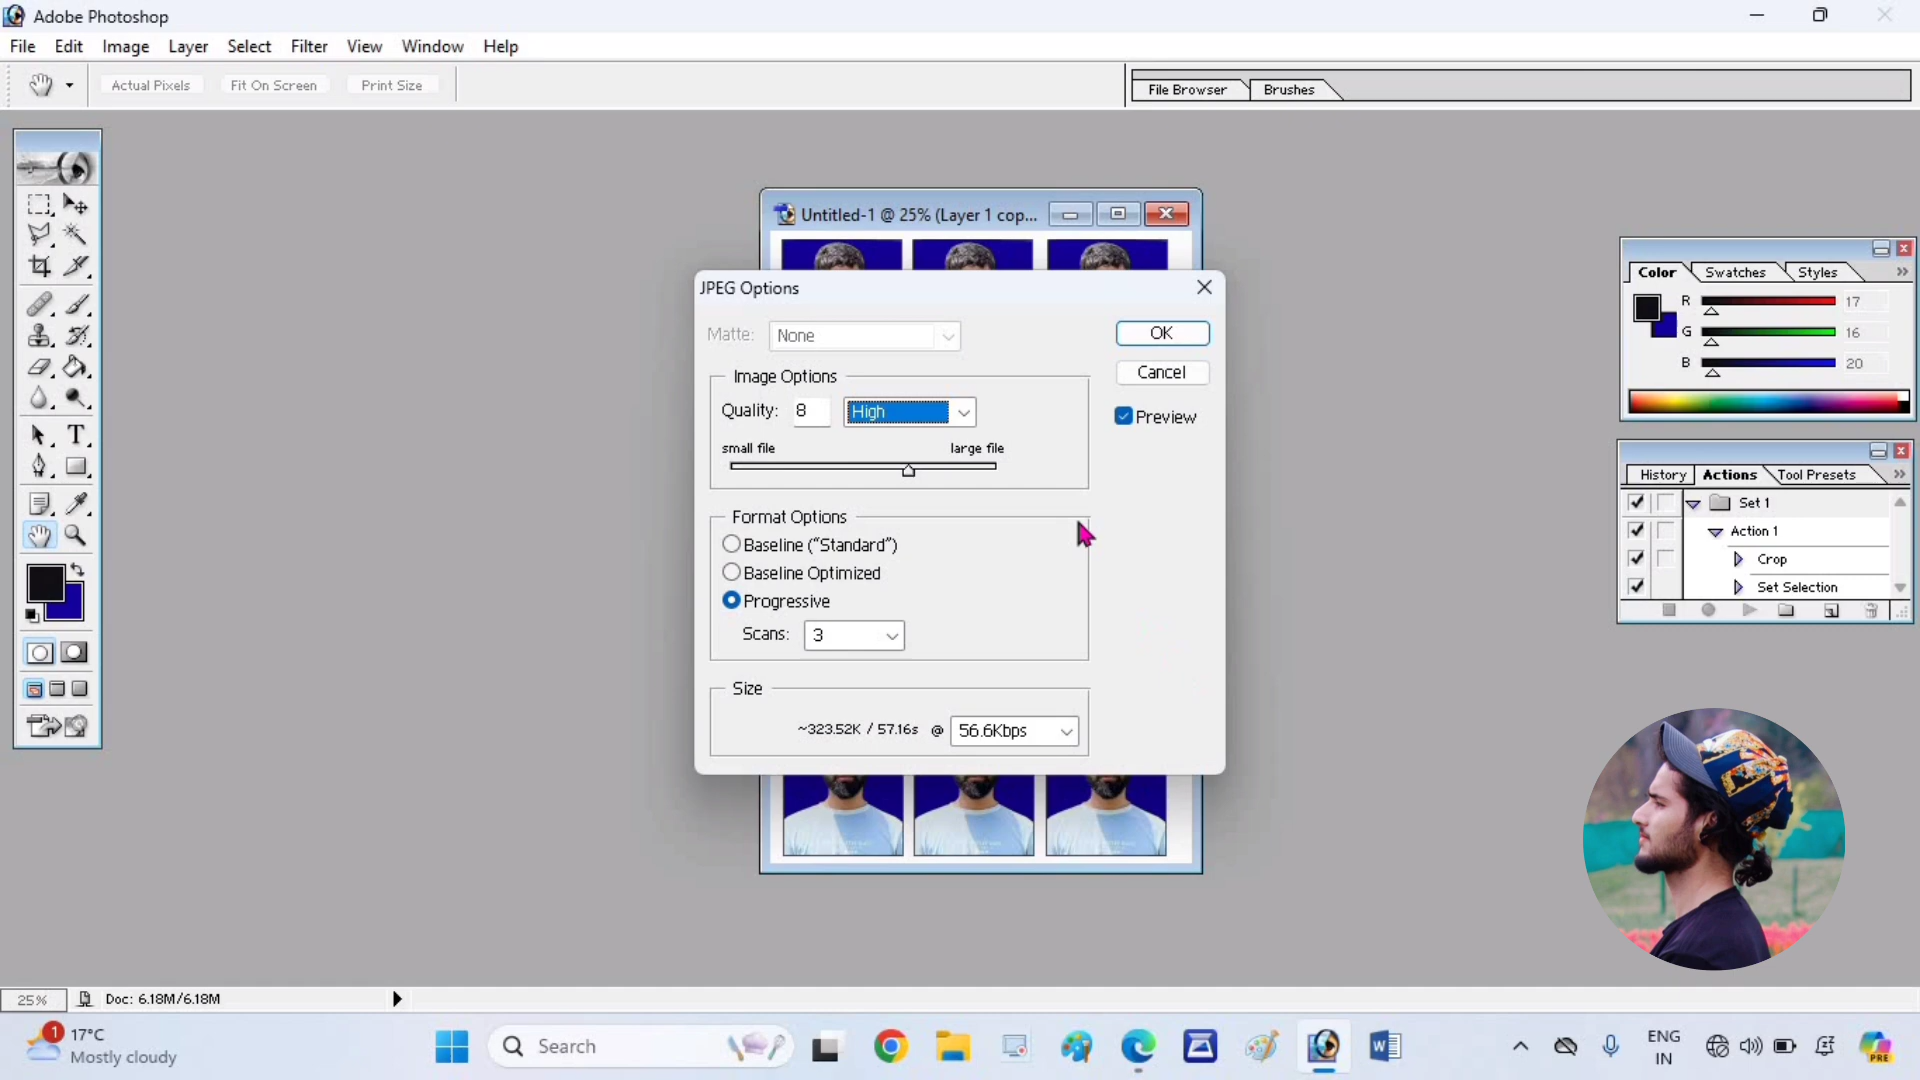 Adobe Photoshop
File Edit Image Layer Select Filter View Window Help
Actual Pixels Fit On Screen Print Size File Browser Brushes
Untitled-1 @ 25% (Layer 1 cop...
JPEG Options
Matte: None
OK
Cancel
Preview
Image Options
Quality: 8 High
small file large file
Format Options
Baseline (“Standard”)
Baseline Optimized
Progressive
Scans: 3
Size
~323.52K / 57.16s @ 56.6Kbps
Color Swatches Styles
R 17
G 16
B 20
History Actions Tool Presets
Set 1
Action 1
Crop
Set Selection
25% Doc: 6.18M/6.18M
1 17°C
Mostly cloudy
Search
ENG
IN
PRE